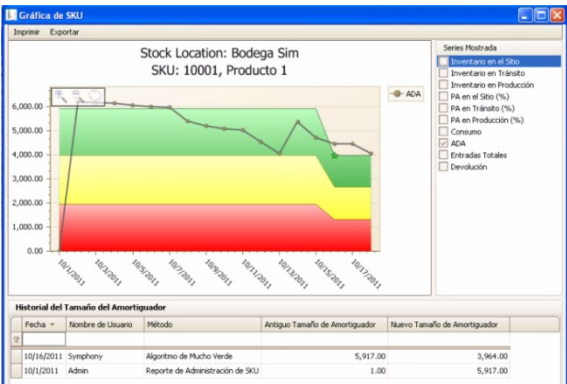 Gráfica de SKU
Imprimir Exportar
Stock Location: Bodega Sim
SKU: 10001, Producto 1
ADA
6,000.00
5,000.00
4,000.00
3,000.00
2,000.00
1,000.00
0.00
10/1/2011
10/3/2011
10/5/2011
10/7/2011
10/9/2011
10/11/2011
10/13/2011
10/15/2011
10/17/2011
Series Mostrada
Inventario en el Sitio
Inventario en Tránsito
Inventario en Producción
PA en el Sitio (%)
PA en Tránsito (%)
PA en Producción (%)
Consumo
ADA
Entradas Totales
Devolución
Historial del Tamaño del Amortiguador
Fecha Nombre de Usuario Método Antiguo Tamaño de Amortiguador Nuevo Tamaño de Amortiguador
10/16/2011 Symphony Algoritmo de Mucho Verde 5,917.00 3,964.00
10/1/2011 Admin Reporte de Administración de SKU 1.00 5,917.00